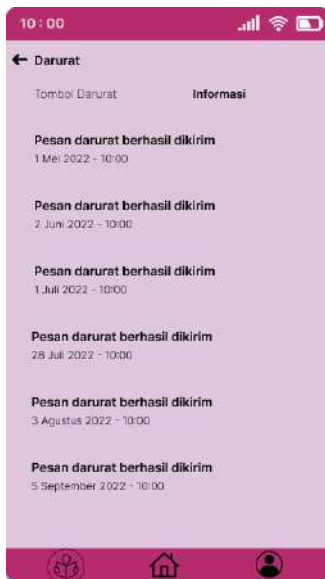 10:00
Darurat
Tombol Darurat Informasi
Pesan darurat berhasil dikirim
1 Mei 2022 - 10:00
Pesan darurat berhasil dikirim
2 Juni 2022 - 10:00
Pesan darurat berhasil dikirim
1 Juli 2022 - 10:00
Pesan darurat berhasil dikirim
28 Juli 2022 - 10:00
Pesan darurat berhasil dikirim
3 Agustus 2022 - 10:00
Pesan darurat berhasil dikirim
5 September 2022 - 10:00